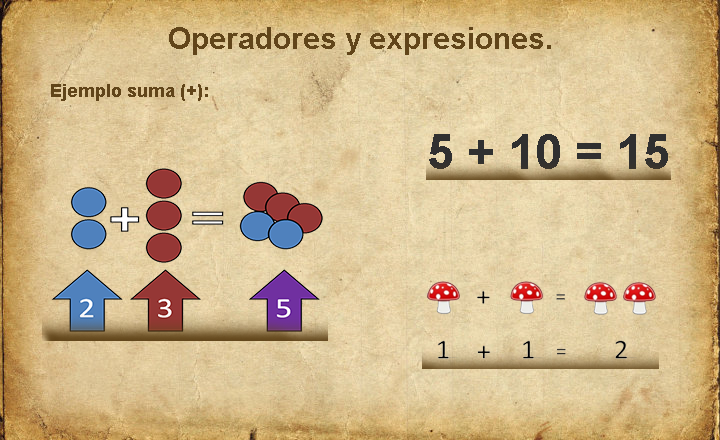 Operadores y expresiones.
Ejemplo suma (+):
5 + 10 = 15
+ =
2 3 5
+ =
1 + 1 = 2